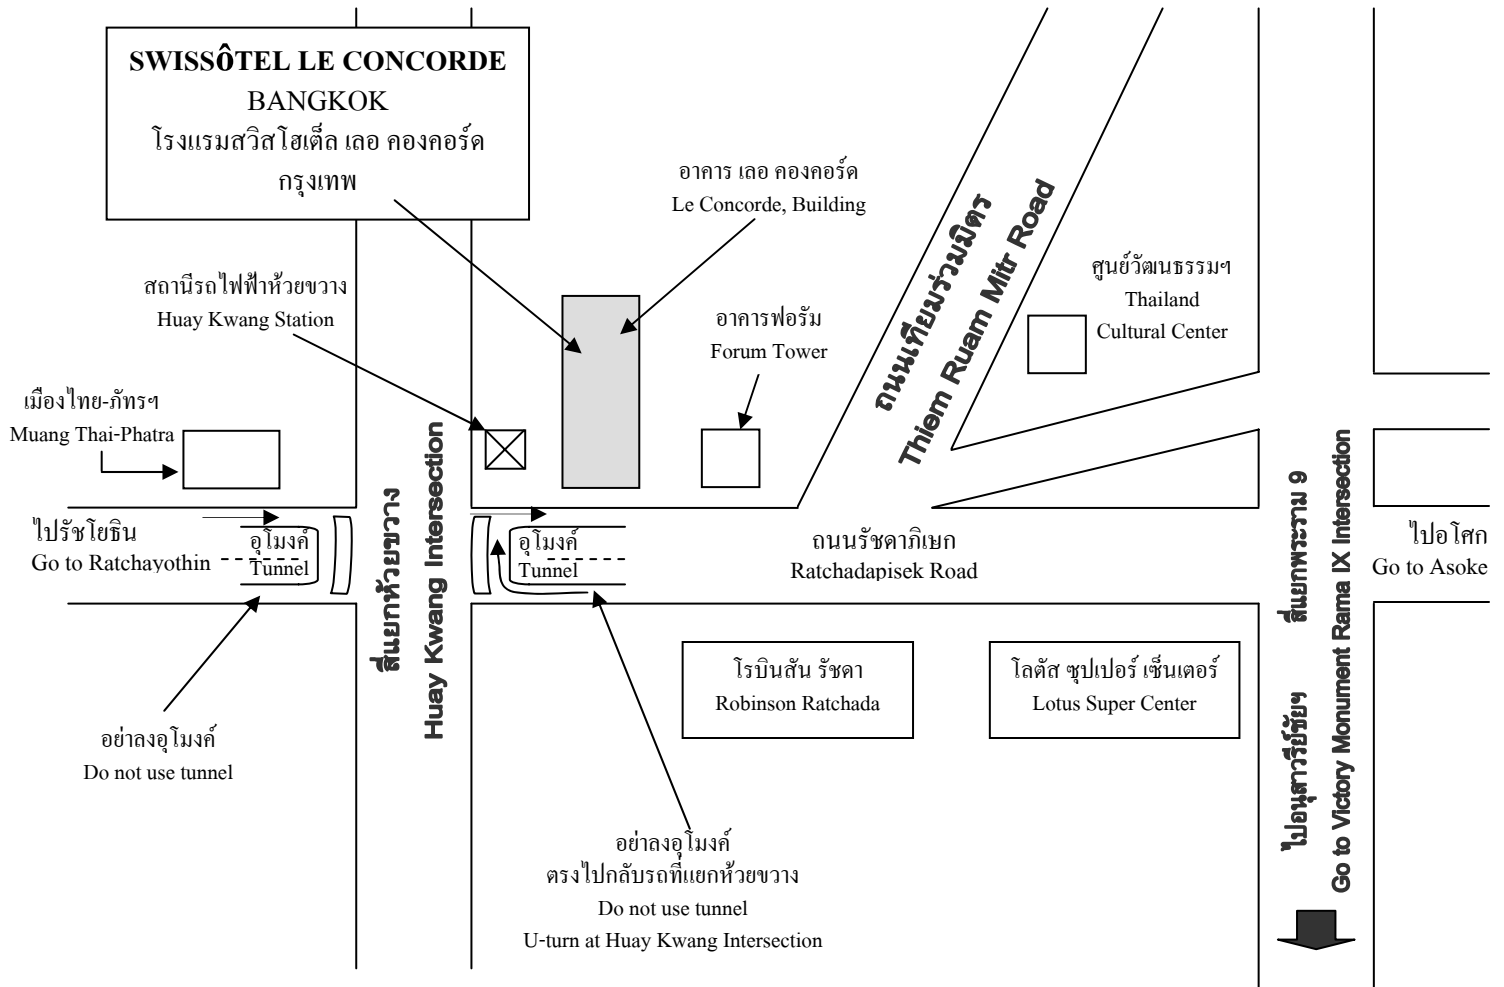 SWISSÔTEL LE CONCORDE
BANGKOK
โรงแรมสวิสโฮเต็ล เลอ คองคอร์ด
กรุงเทพ
อาคาร เลอ คองคอร์ด
Le Concorde, Building
ถนนเทียมร่วมมิตร
Thiem Ruam Mitr Road
ศูนย์วัฒนธรรมฯ
Thailand
Cultural Center
สถานีรถไฟฟ้าห้วยขวาง
Huay Kwang Station
อาคารฟอรัม
Forum Tower
เมืองไทย-ภัทรฯ
Muang Thai-Phatra
ไปรัชโยธิน
Go to Ratchayothin
อุโมงค์
Tunnel
สี่แยกห้วยขวาง
Huay Kwang Intersection
อุโมงค์
Tunnel
ถนนรัชดาภิเษก
Ratchadapisek Road
สี่แยกพระราม 9
ไปอนุสาวรีย์ชัยฯ
Go to Victory Monument Rama IX Intersection
ไปอโศก
Go to Asoke
โรบินสัน รัชดา
Robinson Ratchada
โลตัส ซุปเปอร์ เซ็นเตอร์
Lotus Super Center
อย่าลงอุโมงค์
Do not use tunnel
อย่าลงอุโมงค์
ตรงไปกลับรถที่แยกห้วยขวาง
Do not use tunnel
U-turn at Huay Kwang Intersection